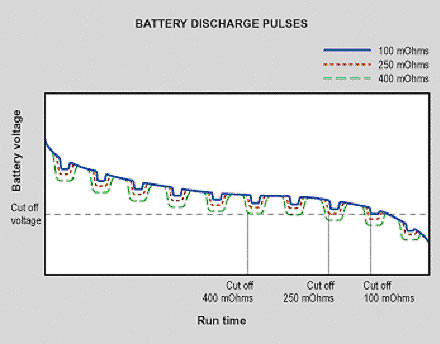 BATTERY DISCHARGE PULSES
100 mOhms
250 mOhms
400 mOhms
Battery voltage
Cut off
voltage
Cut off
400 mOhms
Cut off
250 mOhms
Cut off
100 mOhms
Run time